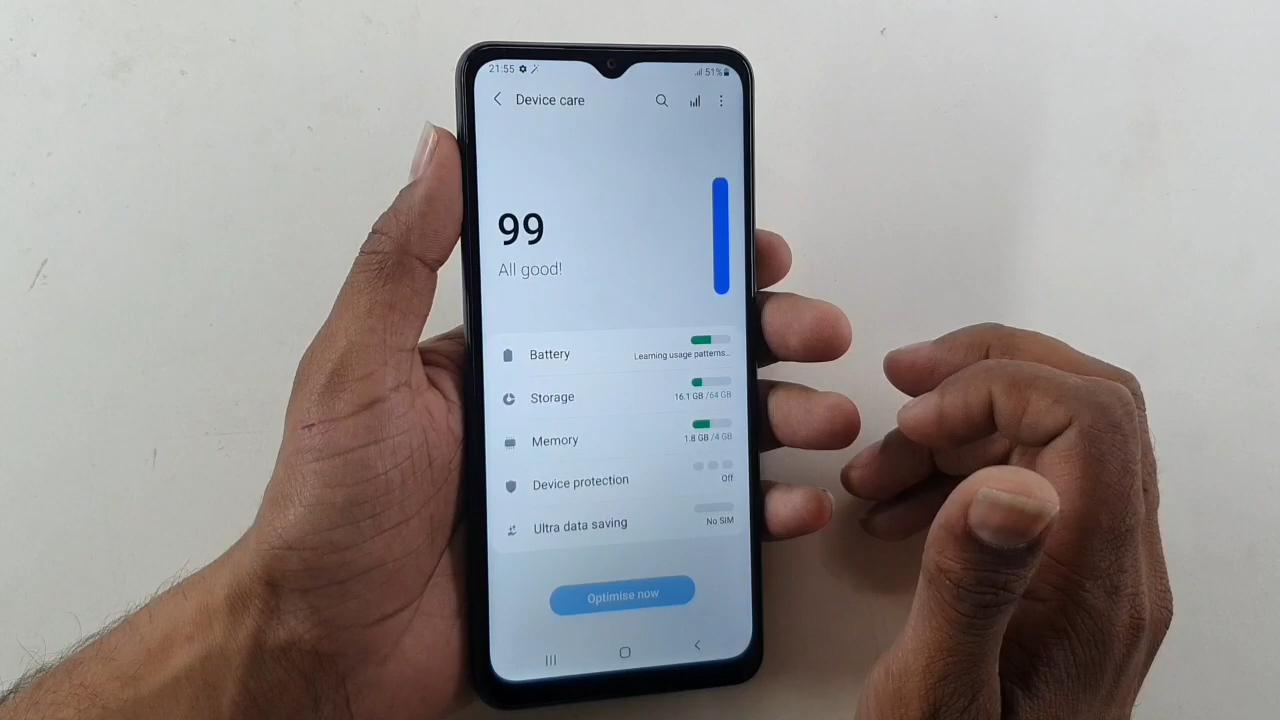 21:55 51%
Device care
99
All good!
Battery
Learning usage patterns...
Storage
16.1 GB /64 GB
Memory
1.8 GB /4 GB
Device protection
Off
Ultra data saving
No SIM
Optimise now